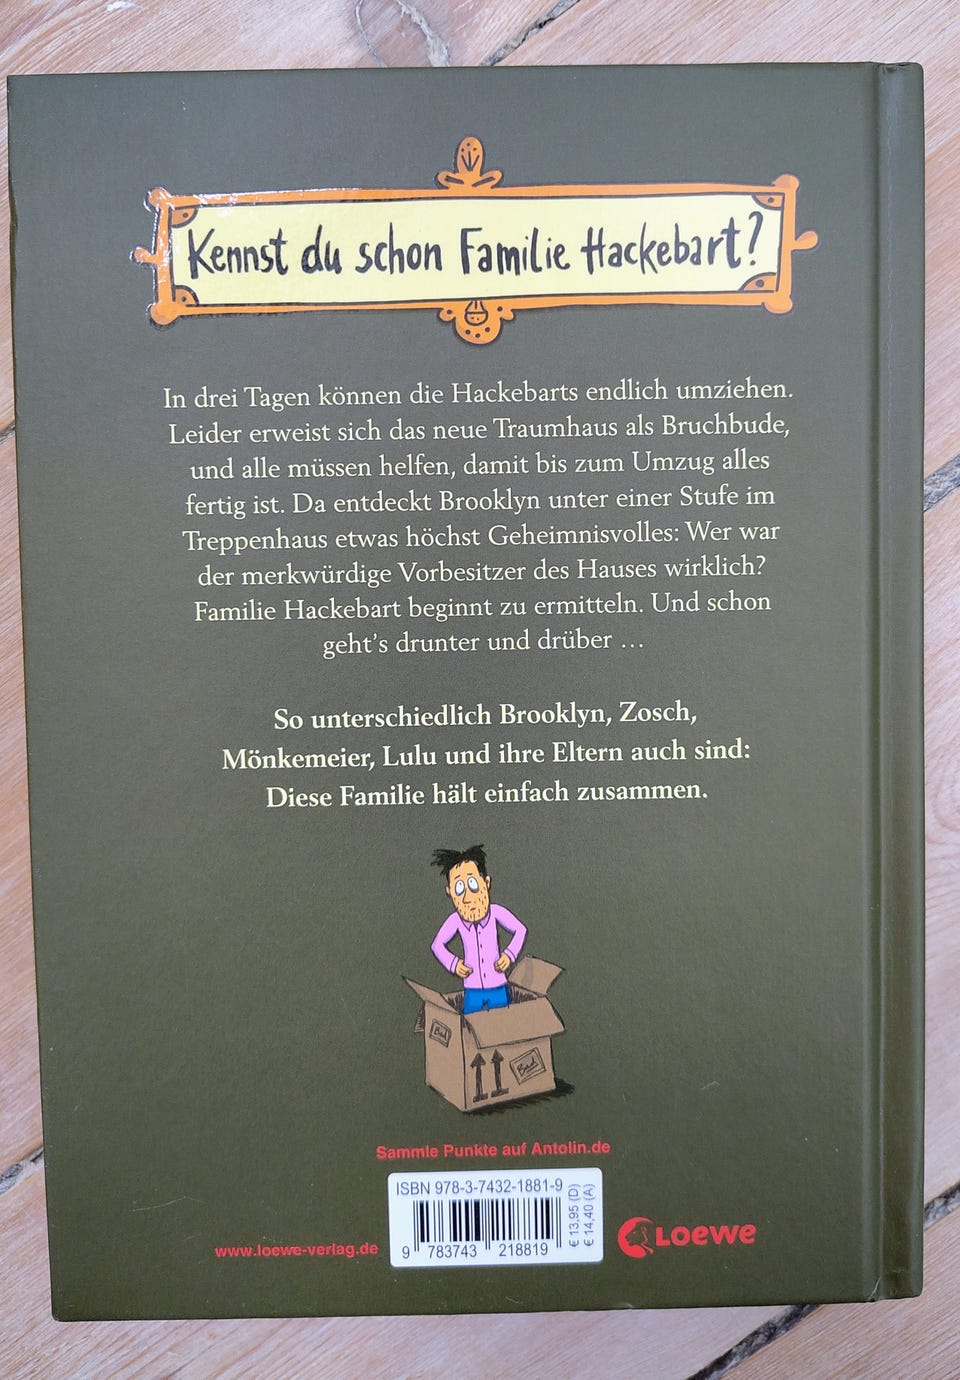 Kennst du schon Familie Hackebart?
In drei Tagen können die Hackebarts endlich umziehen.
Leider erweist sich das neue Traumhaus als Bruchbude,
und alle müssen helfen, damit bis zum Umzug alles
fertig ist. Da entdeckt Brooklyn unter einer Stufe im
Treppenhaus etwas höchst Geheimnisvolles: Wer war
der merkwürdige Vorbesitzer des Hauses wirklich?
Familie Hackebart beginnt zu ermitteln. Und schon
geht's drunter und drüber …
So unterschiedlich Brooklyn, Zosch,
Mönkemeier, Lulu und ihre Eltern auch sind:
Diese Familie hält einfach zusammen.
Bad
Bad
Sammle Punkte auf Antolin.de
ISBN 978-3-7432-1881-9
€ 13,95 (D)
€ 14,40 (A)
9 783743 218819
www.loewe-verlag.de
Loewe